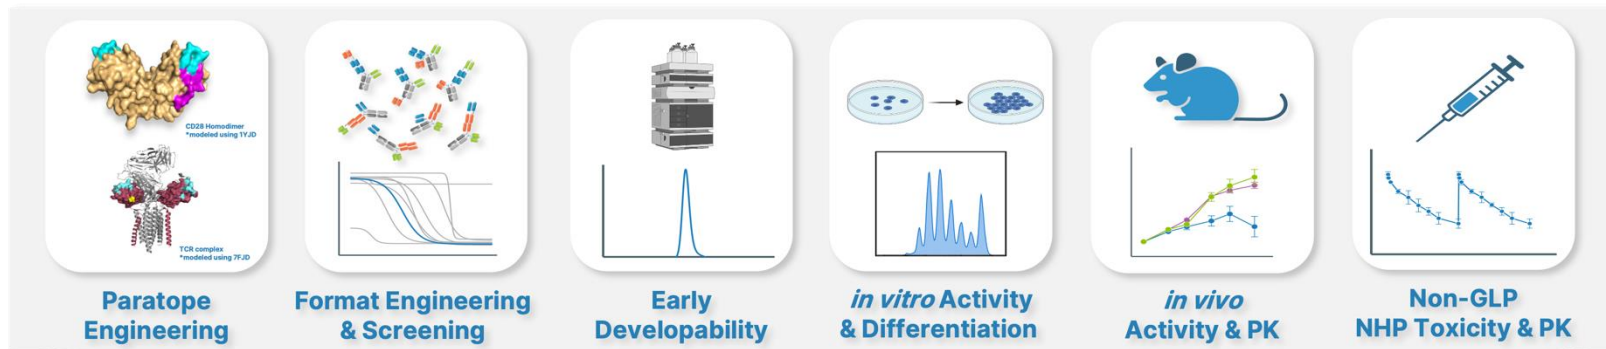 CD28 Homodimer
*modeled using 1YJD
TCR complex
*modeled using 7FJD
Paratope
Engineering
Format Engineering
& Screening
Early
Developability
in vitro Activity
& Differentiation
in vivo
Activity & PK
Non-GLP
NHP Toxicity & PK